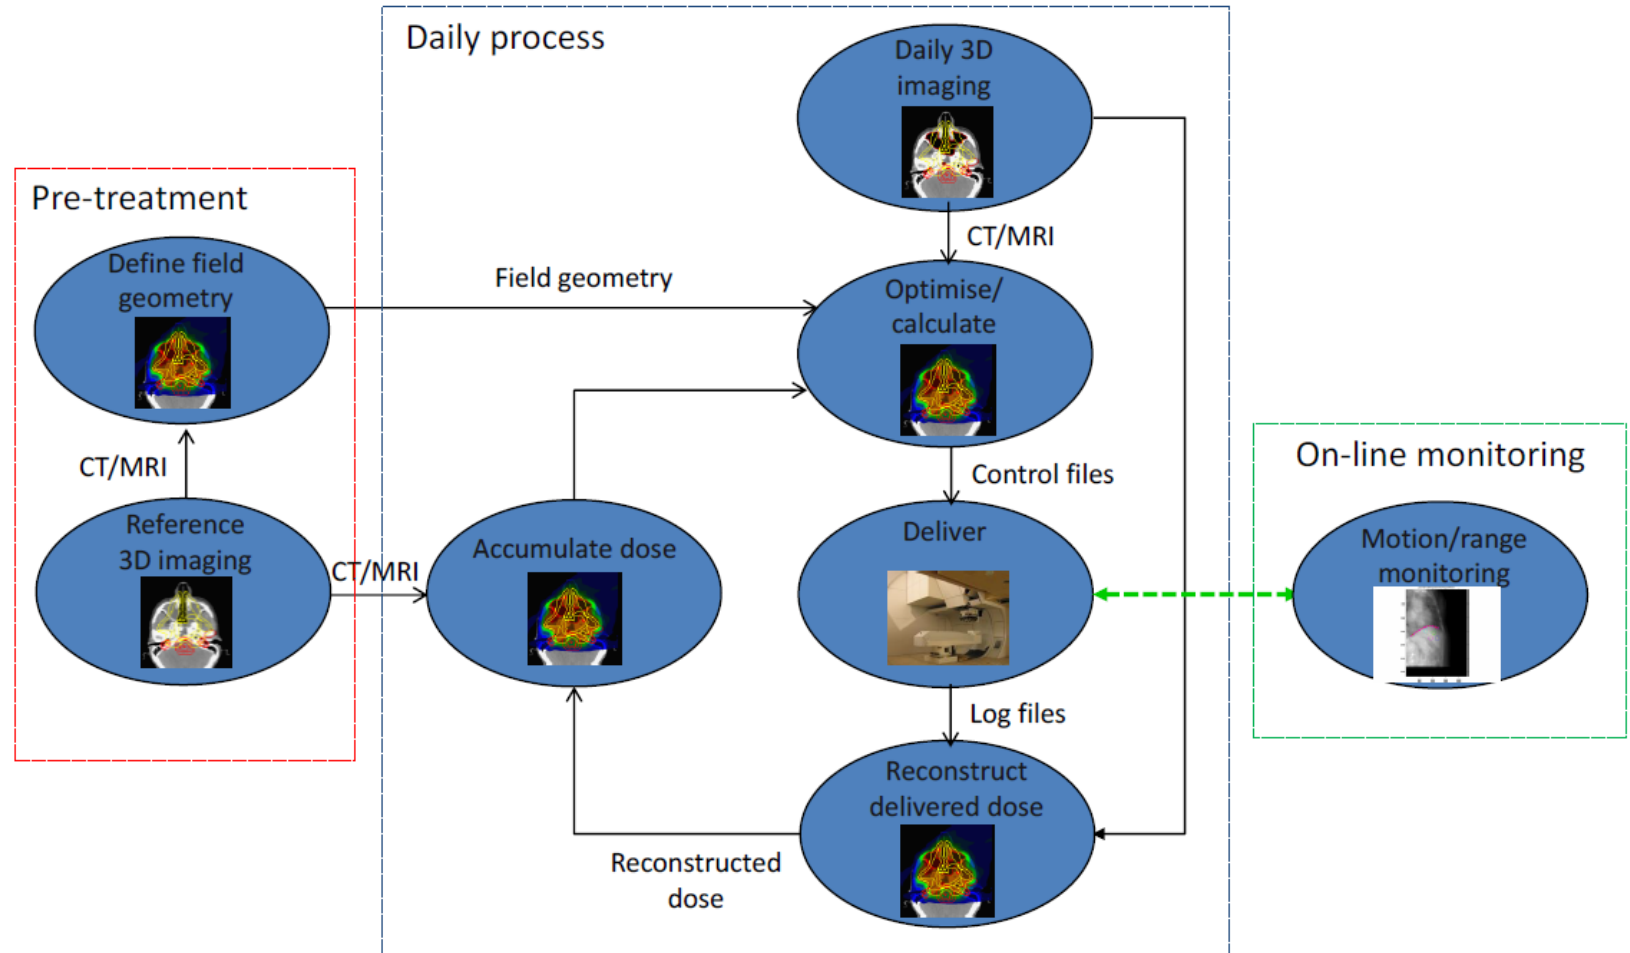 Daily process
Daily 3D
imaging
Pre-treatment
CT/MRI
Define field
geometry
Field geometry
Optimise/
calculate
CT/MRI
Control files
On-line monitoring
Reference
3D imaging
CT/MRI
Accumulate dose
Deliver
Motion/range
monitoring
Log files
Reconstruct
delivered dose
Reconstructed
dose